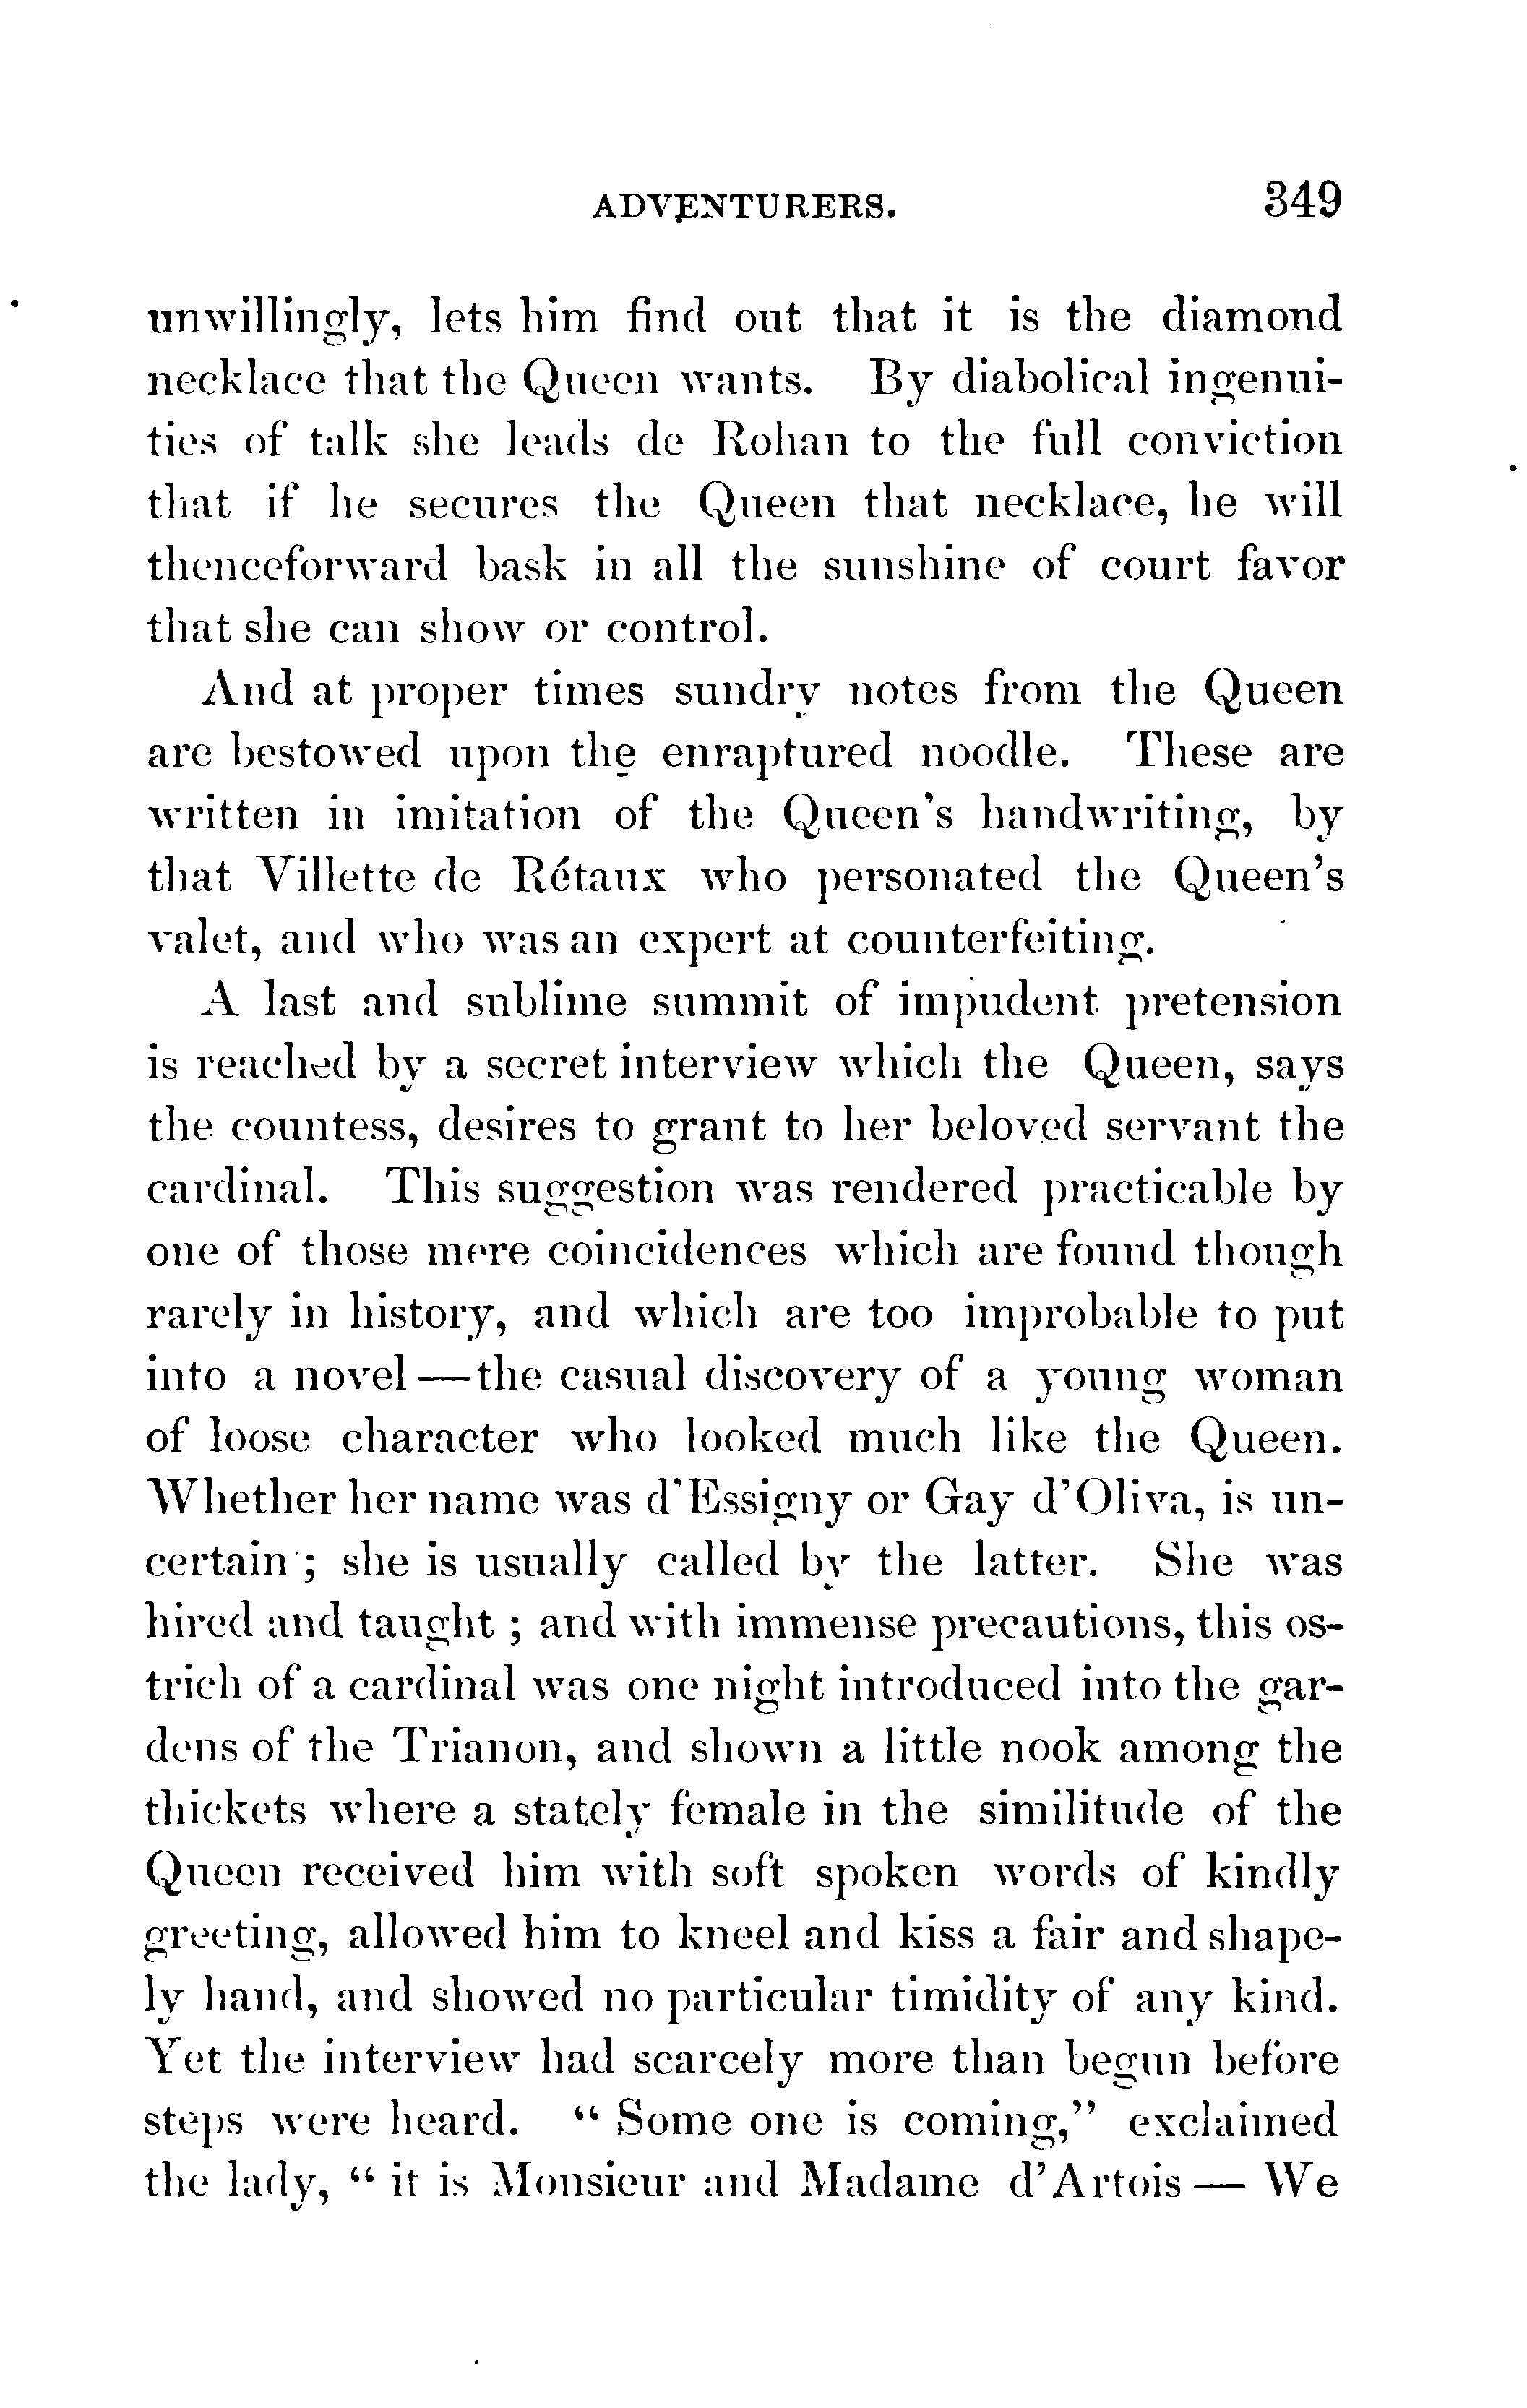 ADVENTURERS. 349
unwillingly, lets him find out that it is the diamond
necklace that the Queen wants. By diabolical ingenui-
ties of talk she leads de Rohan to the full conviction
that if he secures the Queen that necklace, he will
thenceforward bask in all the sunshine of court favor
that she can show or control.
And at proper times sundry notes from the Queen
are bestowed upon the enraptured noodle. These are
written in imitation of the Queen's handwriting, by
that Villette de Rétaux who personated the Queen's
valet, and who was an expert at counterfeiting.
A last and sublime summit of impudent pretension
is reached by a secret interview which the Queen, says
the countess, desires to grant to her beloved servant the
cardinal. This suggestion was rendered practicable by
one of those mere coincidences which are found though
rarely in history, and which are too improbable to put
into a novel — the casual discovery of a young woman
of loose character who looked much like the Queen.
Whether her name was d'Essigny or Gay d'Oliva, is un-
certain; she is usually called by the latter. She was
hired and taught; and with immense precautions, this os-
trich of a cardinal was one night introduced into the gar-
dens of the Trianon, and shown a little nook among the
thickets where a stately female in the similitude of the
Queen received him with soft spoken words of kindly
greeting, allowed him to kneel and kiss a fair and shape-
ly hand, and showed no particular timidity of any kind.
Yet the interview had scarcely more than begun before
steps were heard. "Some one is coming," exclaimed
the lady, "it is Monsieur and Madame d'Artois — We